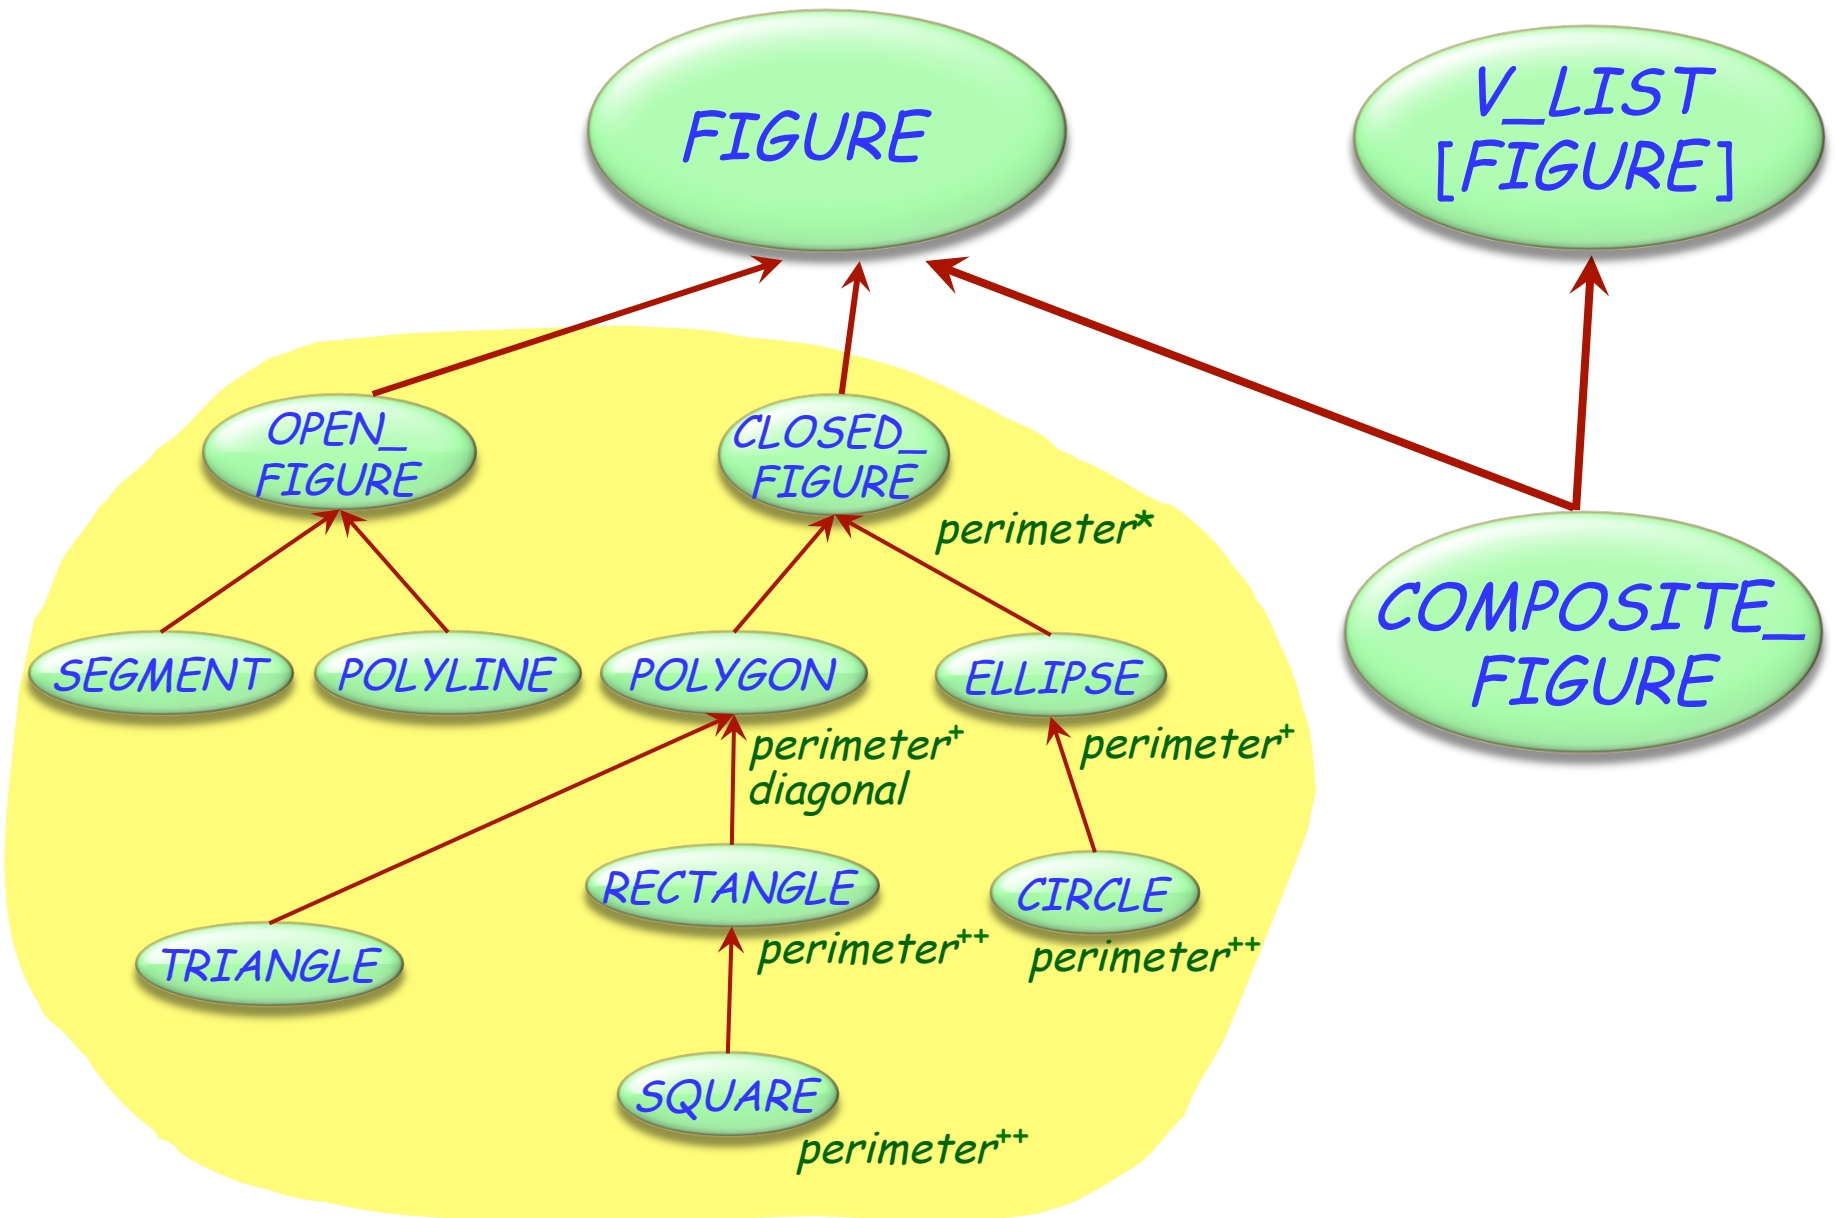 FIGURE
V_LIST
[FIGURE]
OPEN_
FIGURE
CLOSED_
FIGURE
perimeter*
COMPOSITE_
FIGURE
SEGMENT
POLYLINE
POLYGON
ELLIPSE
perimeter+
diagonal
perimeter+
RECTANGLE
CIRCLE
perimeter++
perimeter++
TRIANGLE
SQUARE
perimeter++